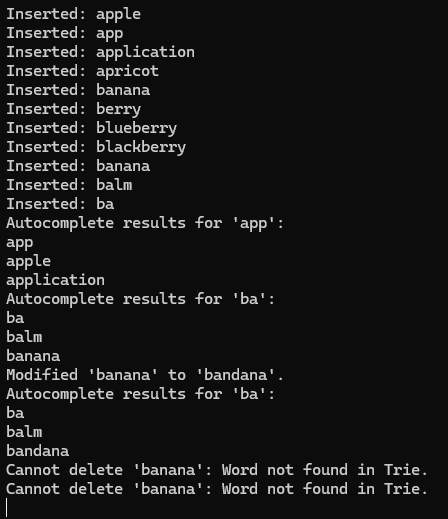 Inserted: apple
Inserted: app
Inserted: application
Inserted: apricot
Inserted: banana
Inserted: berry
Inserted: blueberry
Inserted: blackberry
Inserted: banana
Inserted: balm
Inserted: ba
Autocomplete results for 'app':
app
apple
application
Autocomplete results for 'ba':
ba
balm
banana
Modified 'banana' to 'bandana'.
Autocomplete results for 'ba':
ba
balm
bandana
Cannot delete 'banana': Word not found in Trie.
Cannot delete 'banana': Word not found in Trie.